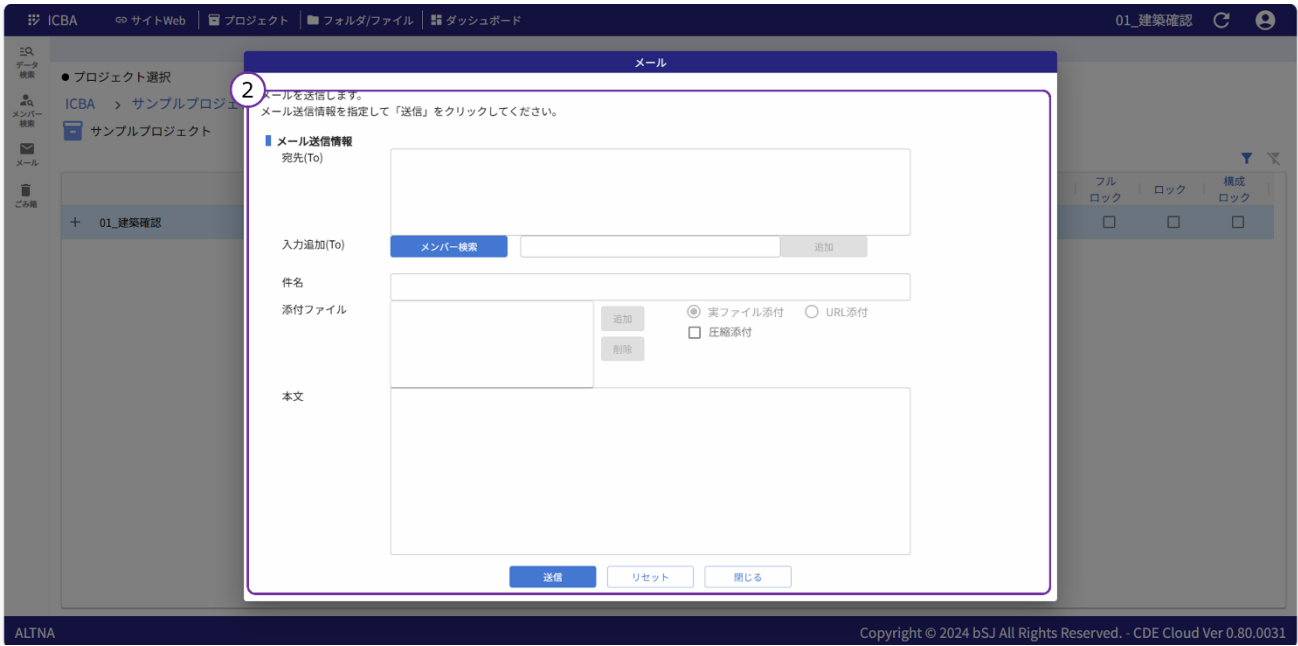 ICBA サイトWeb プロジェクト フォルダ/ファイル ダッシュボード 01_建築確認
データ
検索
メンバー
検索
メール
ごみ箱
● プロジェクト選択
ICBA > サンプルプロジェ
サンプルプロジェクト
+ 01_建築確認
フル
ロック
ロック
構成
ロック
メール
2
メールを送信します。
メール送信情報を指定して「送信」をクリックしてください。
メール送信情報
宛先(To)
入力追加(To) メンバー検索 追加
件名
添付ファイル 追加 実ファイル添付 URL添付
圧縮添付
削除
本文
送信 リセット 閉じる
ALTNA Copyright © 2024 bSJ All Rights Reserved. - CDE Cloud Ver 0.80.0031